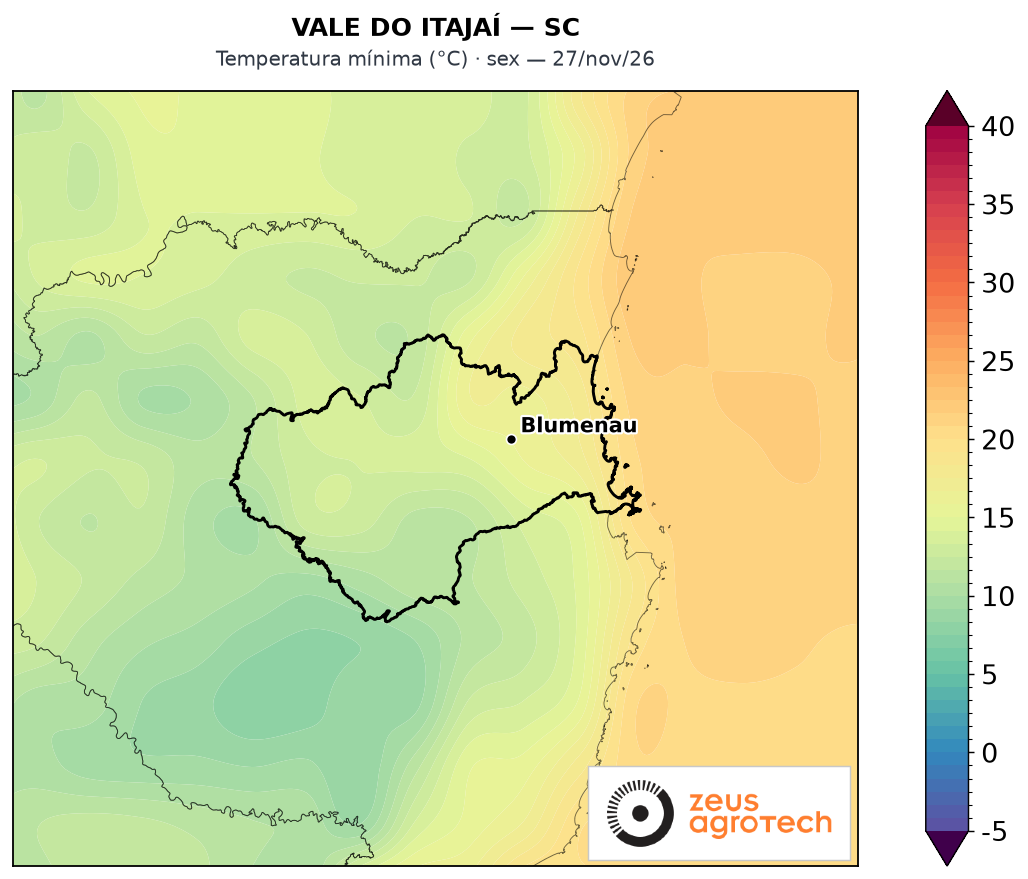 VALE DO ITAJAÍ — SC
Temperatura mínima (°C) · sex — 27/nov/26
40
35
30
25
20
15
10
5
0
-5
Blumenau
zeus
agrotech